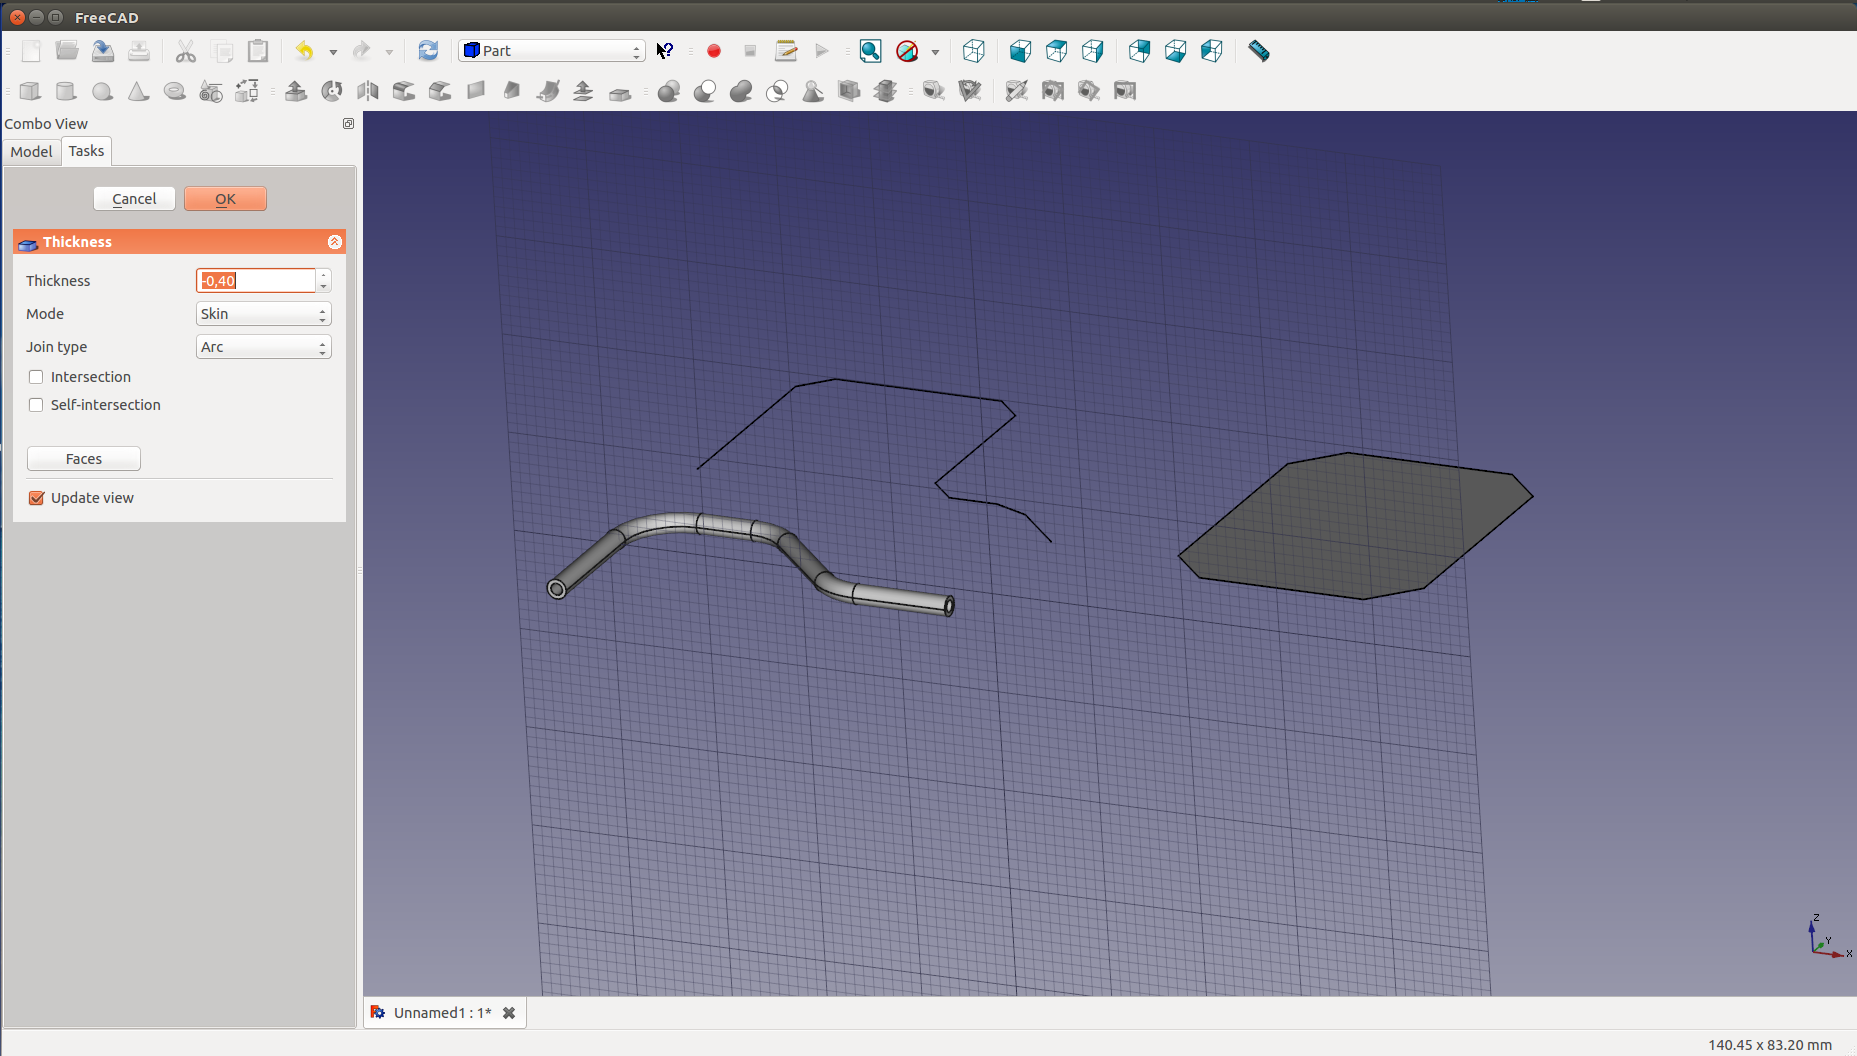 FreeCAD
Part
Combo View
Model Tasks
Cancel OK
Thickness
Thickness -0,40
Mode Skin
Join type Arc
Intersection
Self-intersection
Faces
Update view
Z
Y
X
Unnamed1 : 1*
140.45 x 83.20 mm